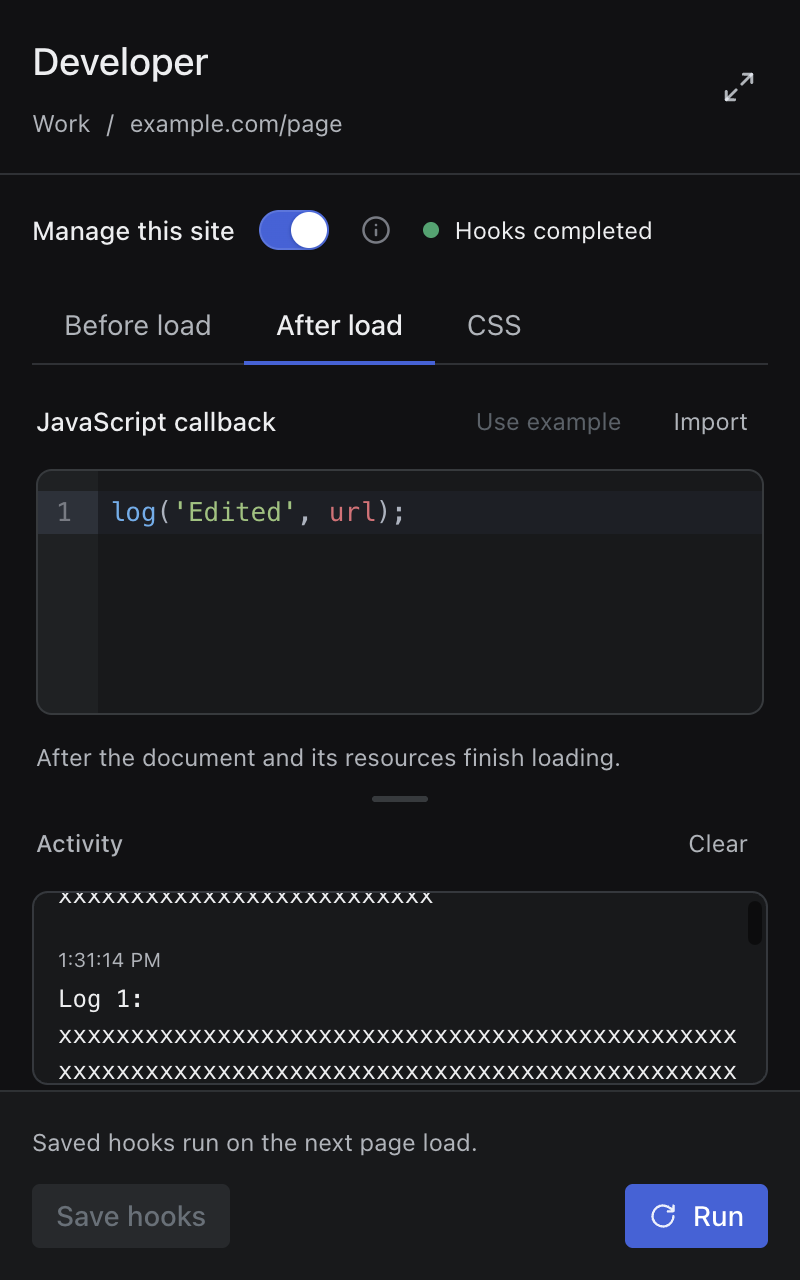 Developer
Work / example.com/page
Manage this site
Hooks completed
Before load
After load
CSS
JavaScript callback
Use example
Import
1 log('Edited', url);
After the document and its resources finish loading.
Activity
Clear
xxxxxxxxxxxxxxxxxxxxxxxxxx
1:31:14 PM
Log 1:
xxxxxxxxxxxxxxxxxxxxxxxxxxxxxxxxxxxxxxxxxxxxxxx
xxxxxxxxxxxxxxxxxxxxxxxxxxxxxxxxxxxxxxxxxxxxxxx
Saved hooks run on the next page load.
Save hooks
Run